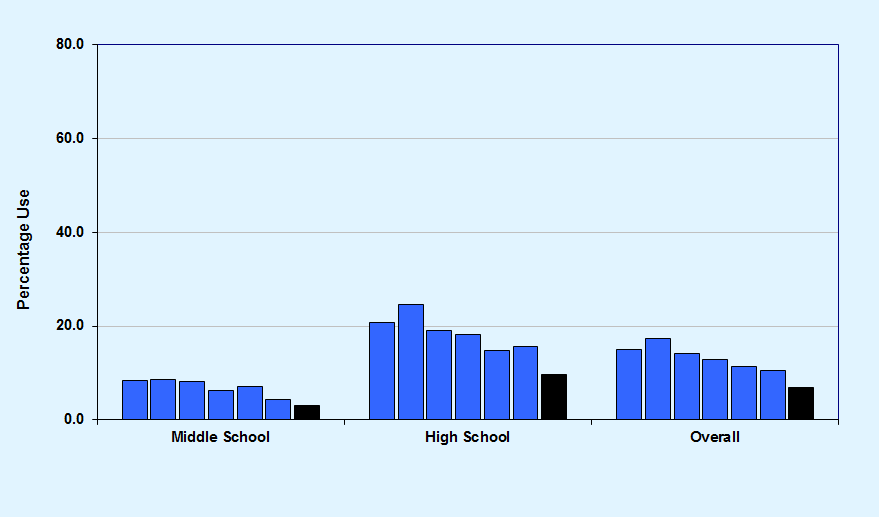 80.0
60.0
40.0
20.0
0.0
Percentage Use
Middle School
High School
Overall